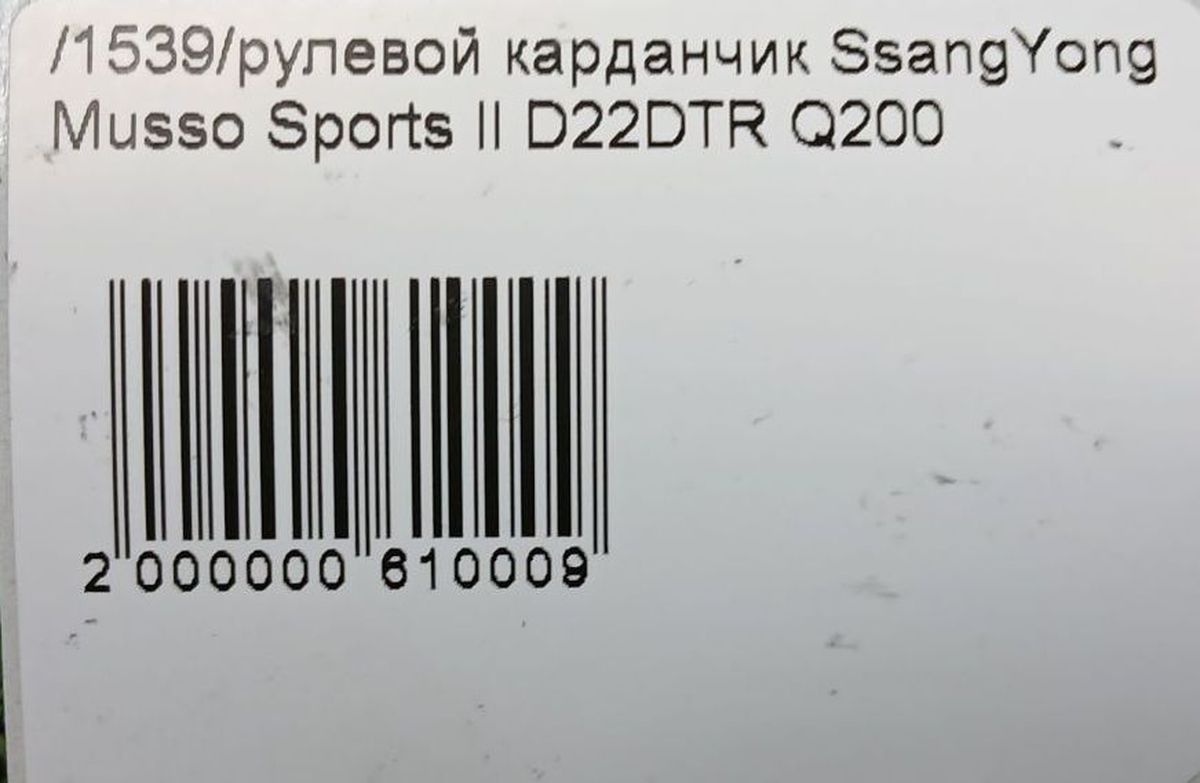 /1539/рулевой карданчик SsangYong
Musso Sports II D22DTR Q200
2 000000 610009